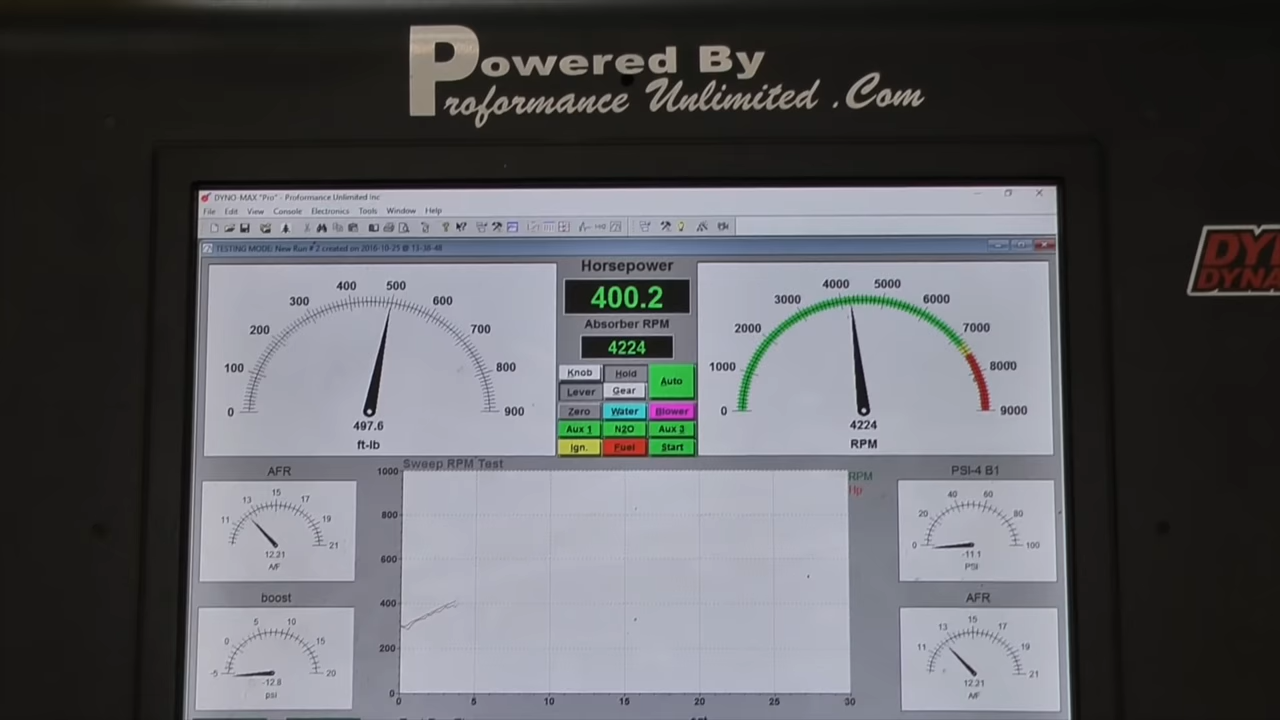 Powered By
Proformance Unlimited .Com
DYNO-MAX "Pro" - Proformance Unlimited Inc
File Edit View Console Electronics Tools Window Help
TESTING MODE: New Run # 2 created on 2016-10-25 @ 13-38-48
Horsepower
400.2
Absorber RPM
4224
Knob Hold Auto
Lever Gear
Zero Water Blower
Aux 1 N2O Aux 3
Ign. Fuel Start
0 100 200 300 400 500 600 700 800 900
497.6
ft-lb
0 1000 2000 3000 4000 5000 6000 7000 8000 9000
4224
RPM
AFR
11 13 15 17 19 21
12.21
A/F
boost
-5 0 5 10 15 20
-12.8
psi
Sweep RPM Test
1000
800
600
400
200
0
0 5 10 15 20 25 30
RPM
Hp
PSI-4 B1
0 20 40 60 80 100
-11.1
PSI
AFR
11 13 15 17 19 21
12.21
A/F